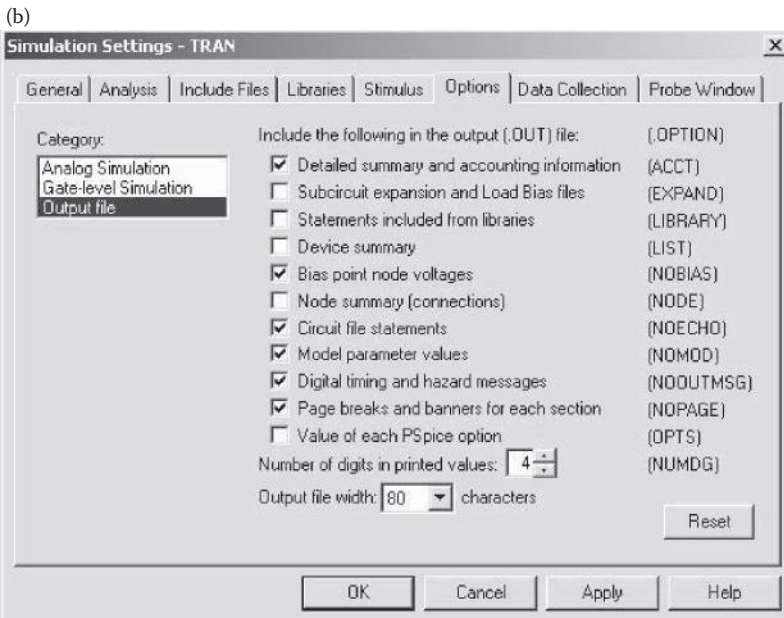 (b)
Simulation Settings - TRAN
General Analysis Include Files Libraries Stimulus Options Data Collection Probe Window
Category:
Analog Simulation
Gate-level Simulation
Output file
Include the following in the output (.OUT) file: (.OPTION)
Detailed summary and accounting information (ACCT)
Subcircuit expansion and Load Bias files (EXPAND)
Statements included from libraries (LIBRARY)
Device summary (LIST)
Bias point node voltages (NOBIAS)
Node summary (connections) (NODE)
Circuit file statements (NOECHO)
Model parameter values (NOMOD)
Digital timing and hazard messages (NOOUTMSG)
Page breaks and banners for each section (NOPAGE)
Value of each PSpice option (OPTS)
Number of digits in printed values: 4 (NUMDG)
Output file width: 80 characters
Reset
OK Cancel Apply Help